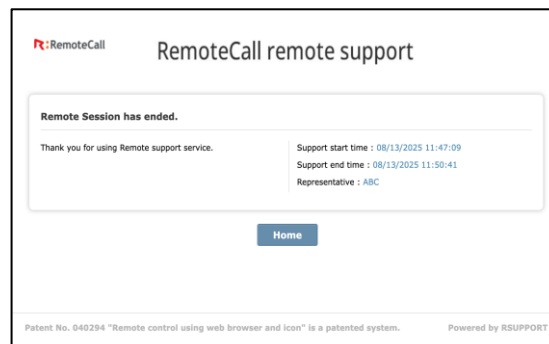 R:RemoteCall
RemoteCall remote support
Remote Session has ended.
Thank you for using Remote support service.
Support start time : 08/13/2025 11:47:09
Support end time : 08/13/2025 11:50:41
Representative : ABC
Home
Patent No. 040294 "Remote control using web browser and icon" is a patented system.
Powered by RSUPPORT